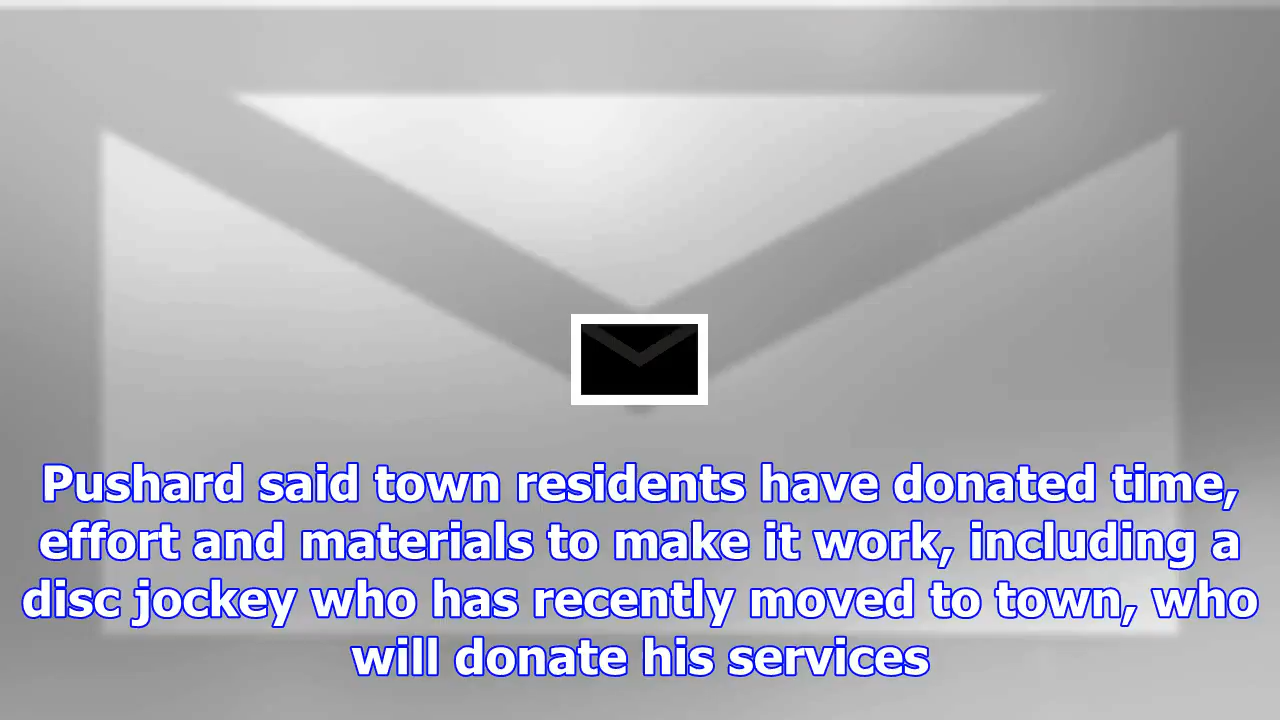 Pushard said town residents have donated time,
effort and materials to make it work, including a
disc jockey who has recently moved to town, who
will donate his services